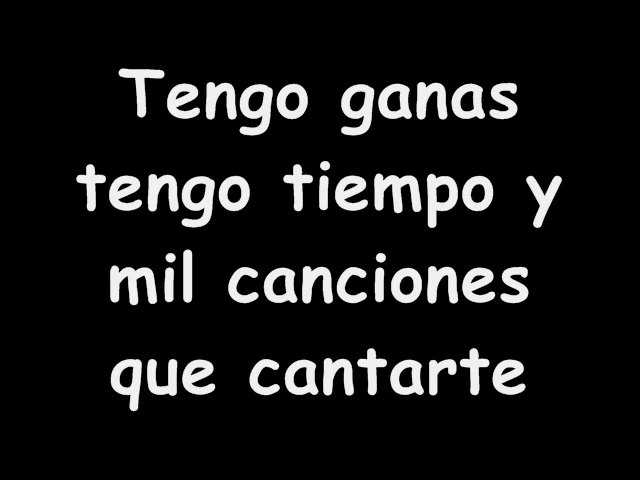 Tengo ganas
tengo tiempo y
mil canciones
que cantarte